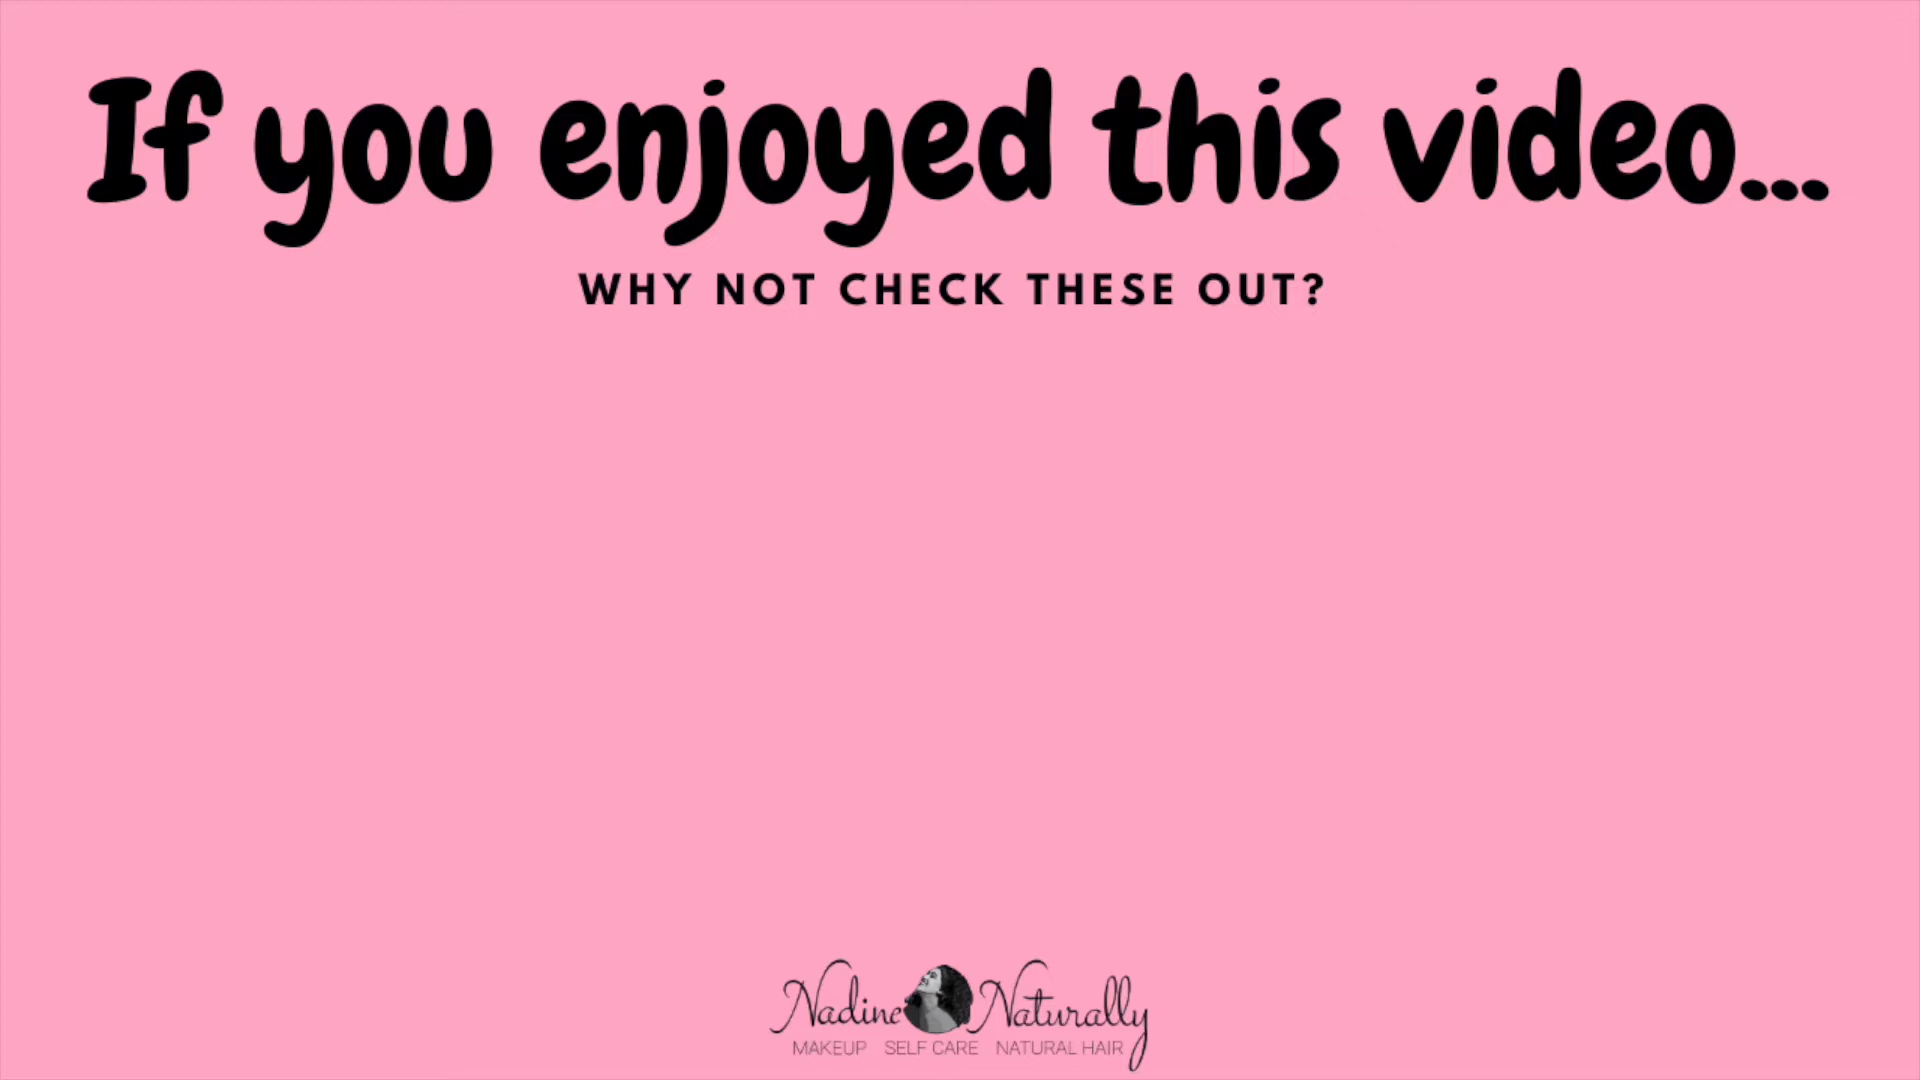 If you enjoyed this video...
WHY NOT CHECK THESE OUT?
Nadine Naturally
MAKEUP SELF CARE NATURAL HAIR